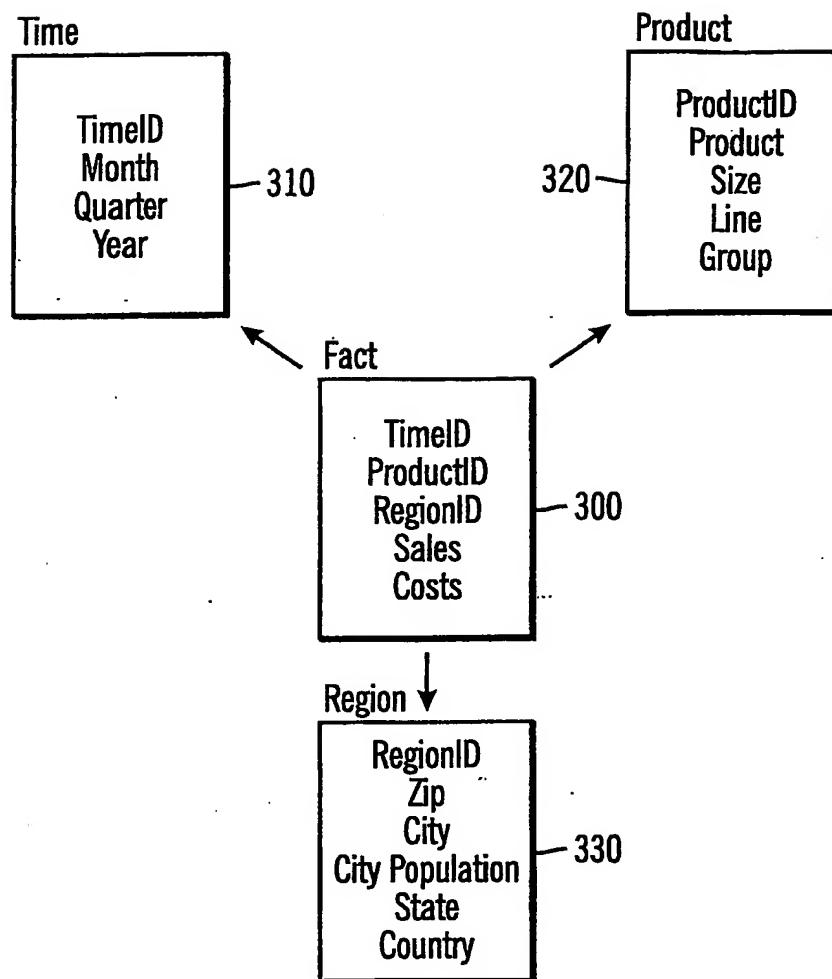 Time
TimeID
Month
Quarter
Year
310
Product
ProductID
Product
Size
Line
Group
320
Fact
TimeID
ProductID
RegionID
Sales
Costs
300
Region
RegionID
Zip
City
City Population
State
Country
330